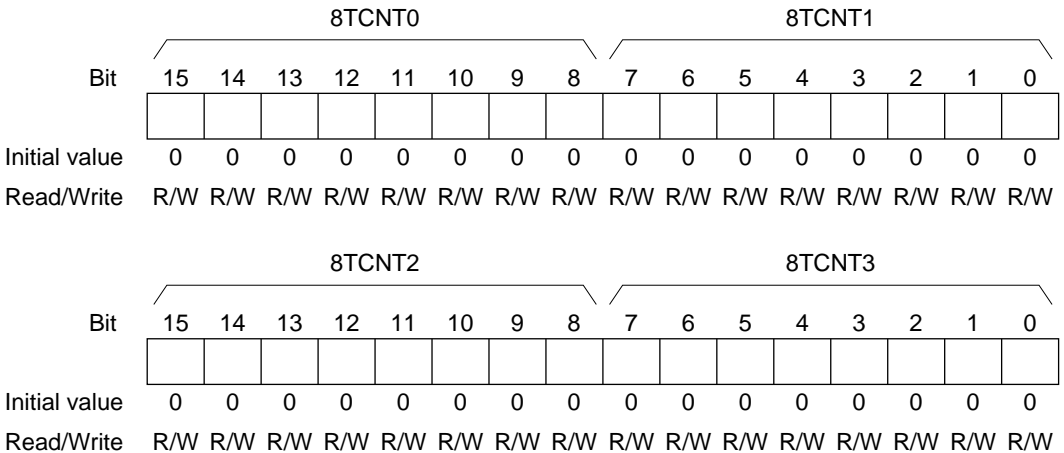 8TCNT0 8TCNT1
Bit 15 14 13 12 11 10 9 8 7 6 5 4 3 2 1 0
Initial value 0 0 0 0 0 0 0 0 0 0 0 0 0 0 0 0
Read/Write R/W R/W R/W R/W R/W R/W R/W R/W R/W R/W R/W R/W R/W R/W R/W R/W
8TCNT2 8TCNT3
Bit 15 14 13 12 11 10 9 8 7 6 5 4 3 2 1 0
Initial value 0 0 0 0 0 0 0 0 0 0 0 0 0 0 0 0
Read/Write R/W R/W R/W R/W R/W R/W R/W R/W R/W R/W R/W R/W R/W R/W R/W R/W